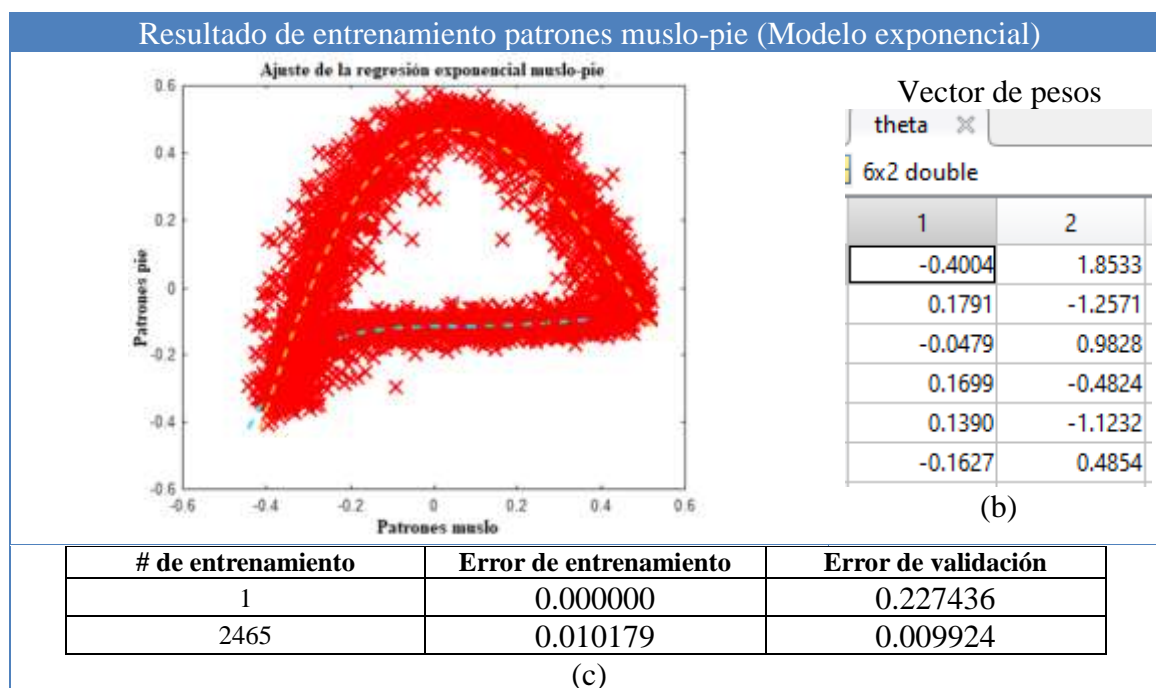 Resultado de entrenamiento patrones muslo-pie (Modelo exponencial)
Ajuste de la regresión exponencial muslo-pie
0.6
0.4
0.2
0
-0.2
-0.4
-0.6
Patrones pie
-0.6 -0.4 -0.2 0 0.2 0.4 0.6
Patrones muslo
Vector de pesos
theta
6x2 double
1 2
-0.4004 1.8533
0.1791 -1.2571
-0.0479 0.9828
0.1699 -0.4824
0.1390 -1.1232
-0.1627 0.4854
(b)
# de entrenamiento Error de entrenamiento Error de validación
1 0.000000 0.227436
2465 0.010179 0.009924
(c)